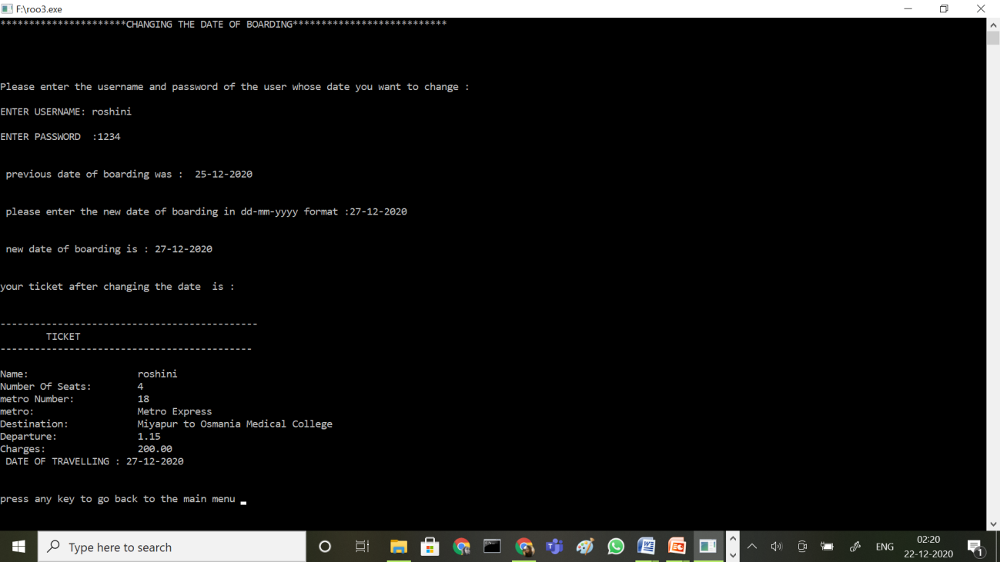 F:\roo3.exe
**********************CHANGING THE DATE OF BOARDING***************************
Please enter the username and password of the user whose date you want to change :
ENTER USERNAME: roshini
ENTER PASSWORD  :1234
previous date of boarding was :  25-12-2020
please enter the new date of boarding in dd-mm-yyyy format :27-12-2020
new date of boarding is : 27-12-2020
your ticket after changing the date  is :
---------------------------------------------
TICKET
--------------------------------------------
Name:                   roshini
Number Of Seats:        4
metro Number:           18
metro:                  Metro Express
Destination:            Miyapur to Osmania Medical College
Departure:              1.15
Charges:                200.00
DATE OF TRAVELLING : 27-12-2020
press any key to go back to the main menu
Type here to search
ENG
02:20
22-12-2020
1